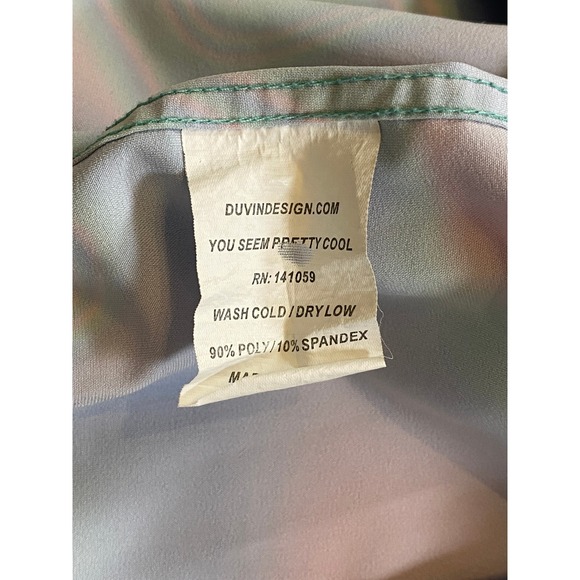 DUVINDESIGN.COM
YOU SEEM PRETTY COOL
RN: 141059
WASH COLD / DRY LOW
90% POLY/10% SPANDEX